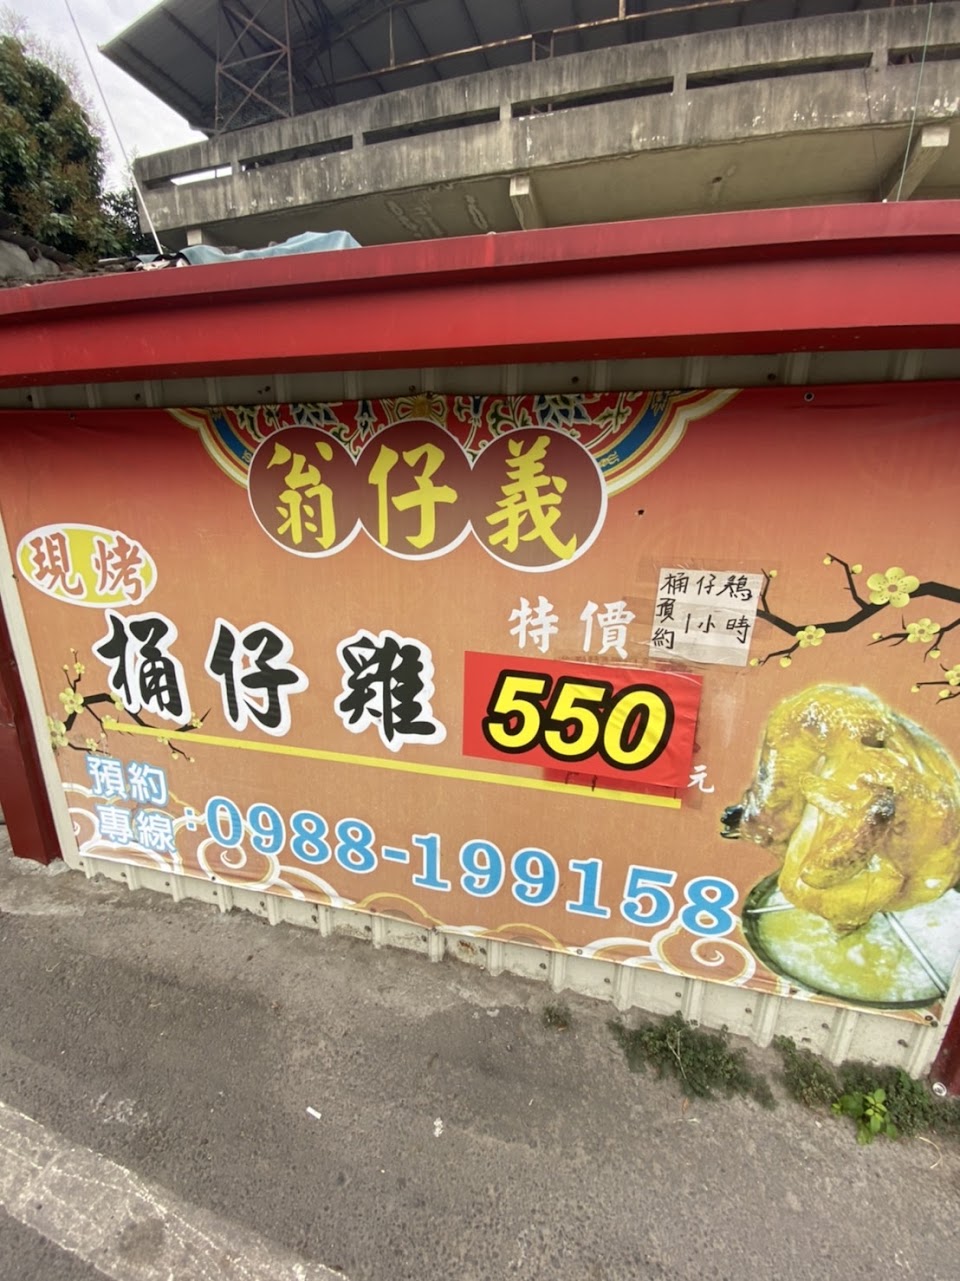 翁仔義
現烤
桶仔雞
特價
550
元
桶仔鷄
預約1小時
預約
專線:0988-199158